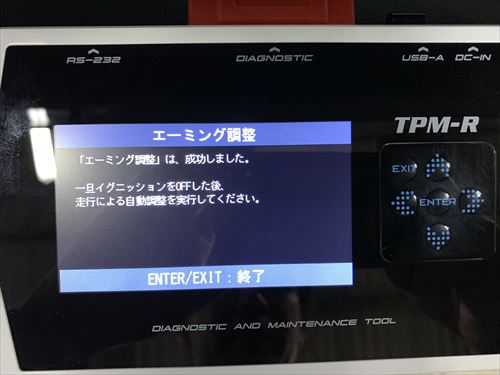 RS-232 DIAGNOSTIC USB-A DC-IN
TPM-R
エーミング調整
「エーミング調整」は、成功しました。
一旦イグニッションをOFFした後、
走行による自動調整を実行してください。
ENTER/EXIT：終了
EXIT
ENTER
DIAGNOSTIC AND MAINTENANCE TOOL